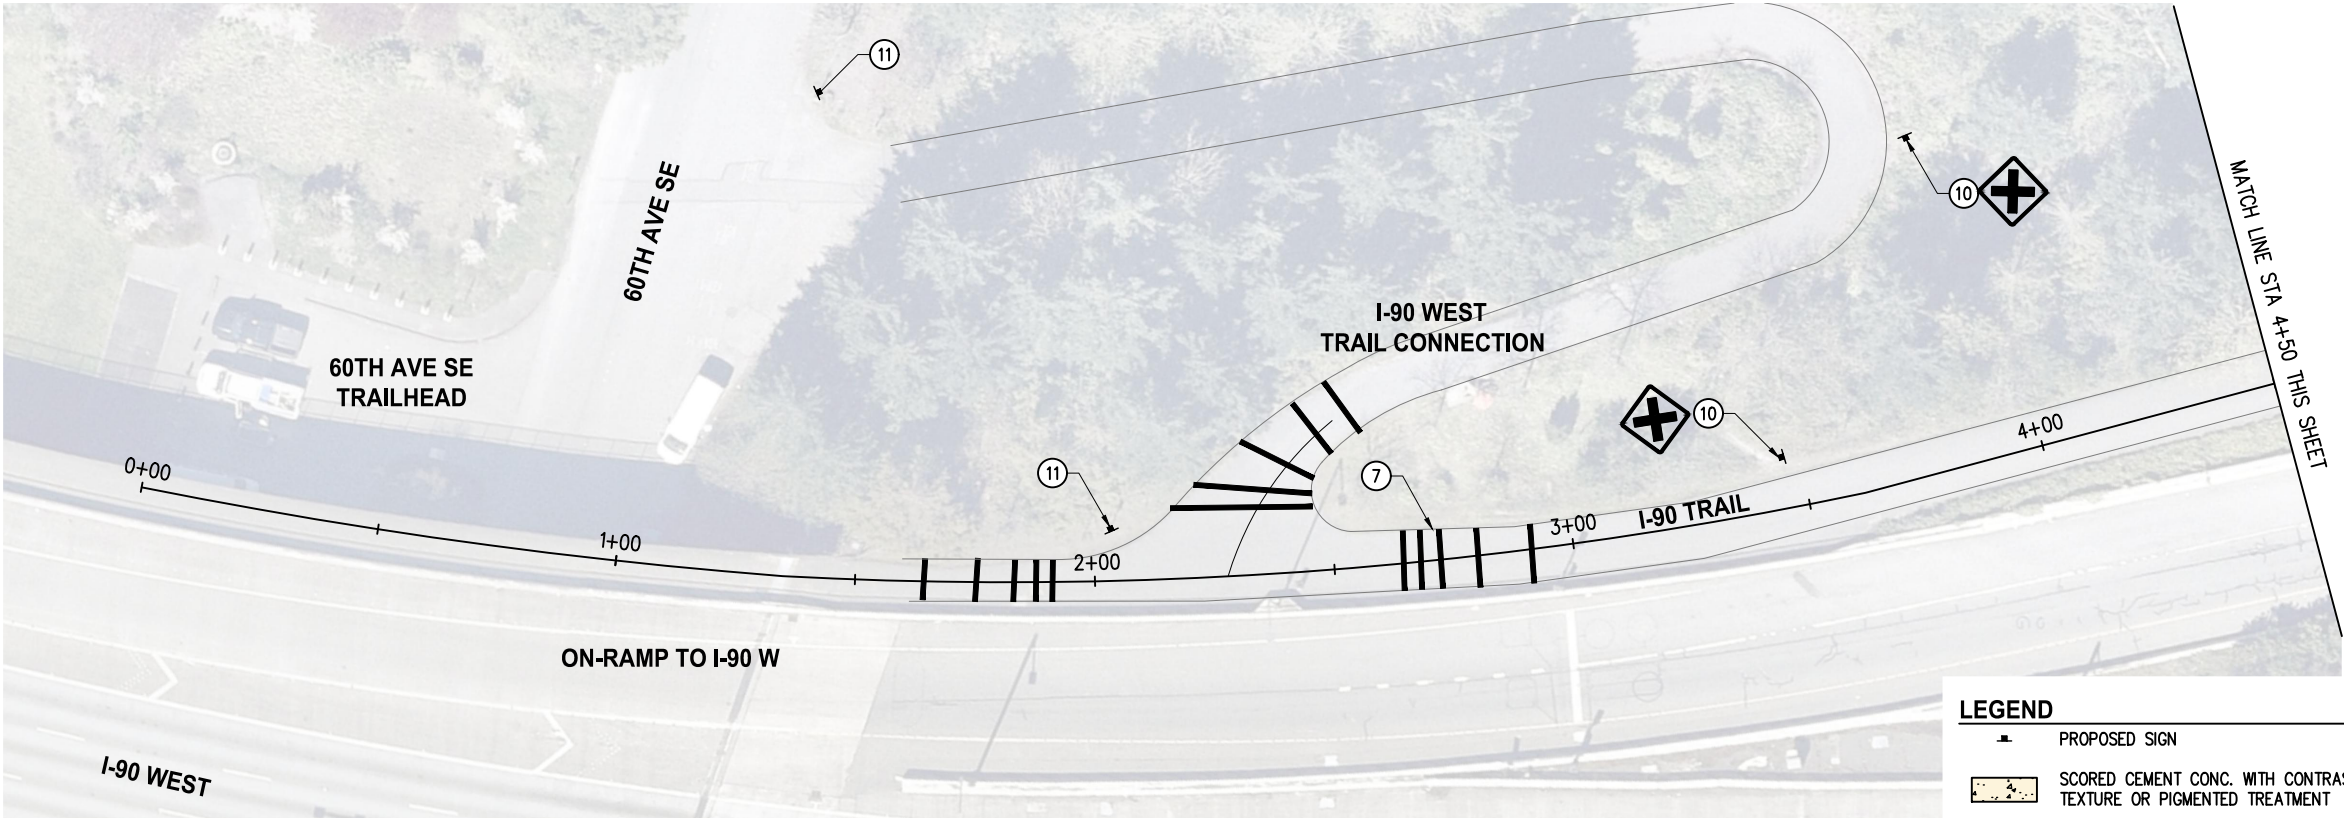 11
60TH AVE SE
10
MATCH LINE STA 4+50 THIS SHEET
I-90 WEST
TRAIL CONNECTION
60TH AVE SE
TRAILHEAD
10
4+00
0+00
11
7
I-90 TRAIL
3+00
1+00
2+00
ON-RAMP TO I-90 W
I-90 WEST
LEGEND
PROPOSED SIGN
SCORED CEMENT CONC. WITH CONTRAS
TEXTURE OR PIGMENTED TREATMENT